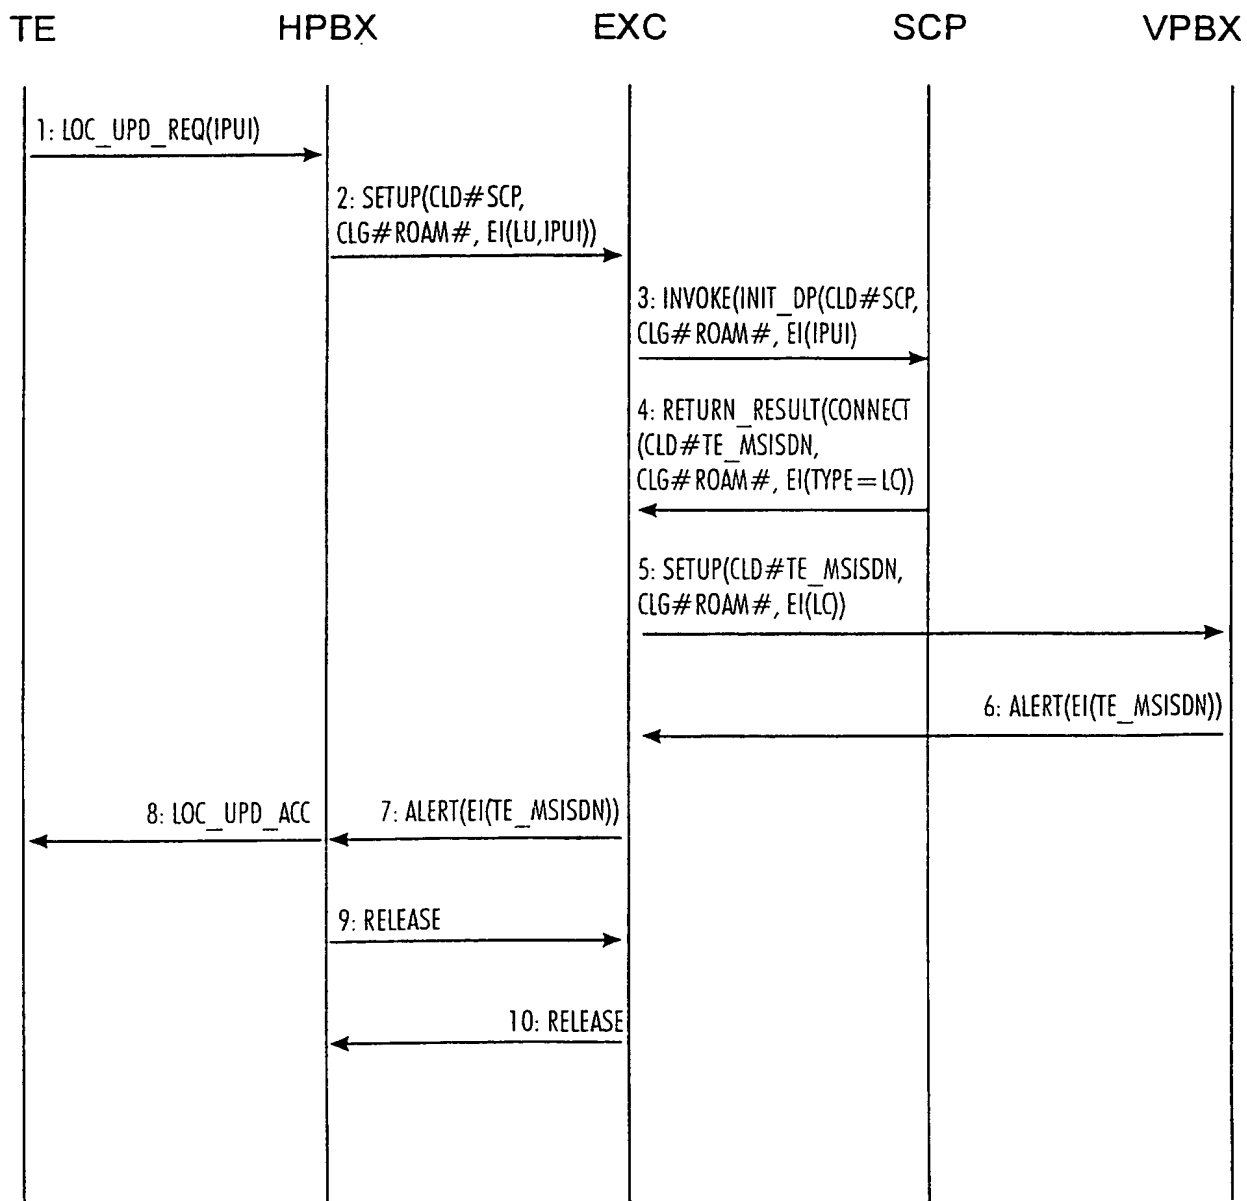 TE HPBX EXC SCP VPBX
1: LOC_UPD_REQ(IPUI)
2: SETUP(CLD#SCP,
CLG#ROAM#, EI(LU,IPUI))
3: INVOKE(INIT_DP(CLD#SCP,
CLG#ROAM#, EI(IPUI)
4: RETURN_RESULT(CONNECT
(CLD#TE_MSISDN,
CLG#ROAM#, EI(TYPE=LC))
5: SETUP(CLD#TE_MSISDN,
CLG#ROAM#, EI(LC))
6: ALERT(EI(TE_MSISDN))
8: LOC_UPD_ACC 7: ALERT(EI(TE_MSISDN))
9: RELEASE
10: RELEASE